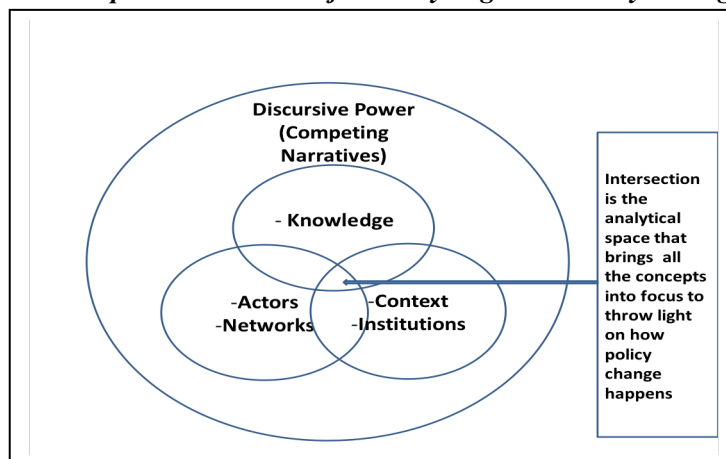 Discursive Power
(Competing
Narratives)
- Knowledge
-Actors
-Networks
-Context
-Institutions
Intersection
is the
analytical
space that
brings all
the concepts
into focus to
throw light
on how
policy
change
happens